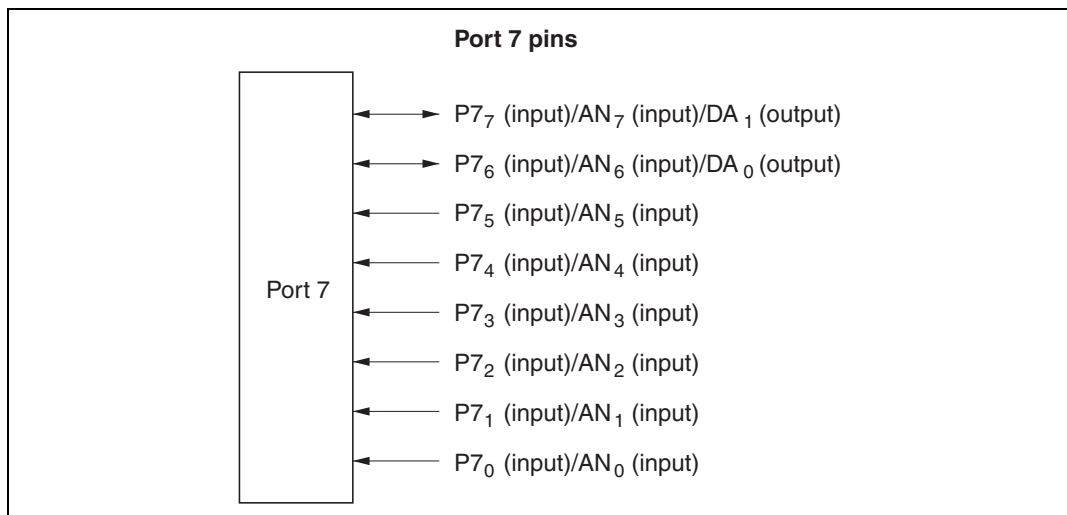 Port 7 pins
P7₇ (input)/AN₇ (input)/DA₁ (output)
P7₆ (input)/AN₆ (input)/DA₀ (output)
P7₅ (input)/AN₅ (input)
P7₄ (input)/AN₄ (input)
Port 7
P7₃ (input)/AN₃ (input)
P7₂ (input)/AN₂ (input)
P7₁ (input)/AN₁ (input)
P7₀ (input)/AN₀ (input)